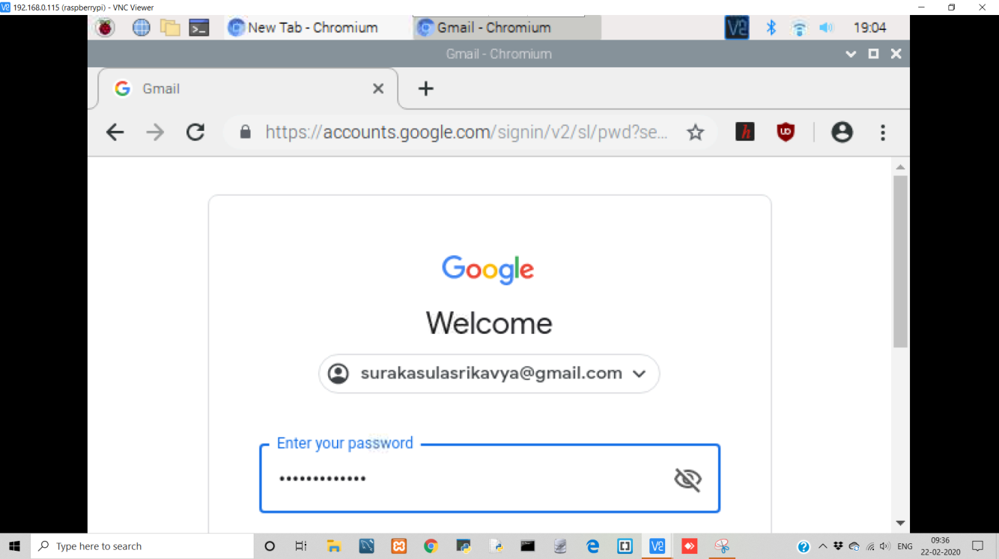 192.168.0.115 (raspberrypi) - VNC Viewer
New Tab - Chromium
Gmail - Chromium
19:04
Gmail - Chromium
Gmail
https://accounts.google.com/signin/v2/sl/pwd?se...
Google
Welcome
surakasulasrikavya@gmail.com
Enter your password
•••••••••••••
Type here to search
ENG
09:36
22-02-2020